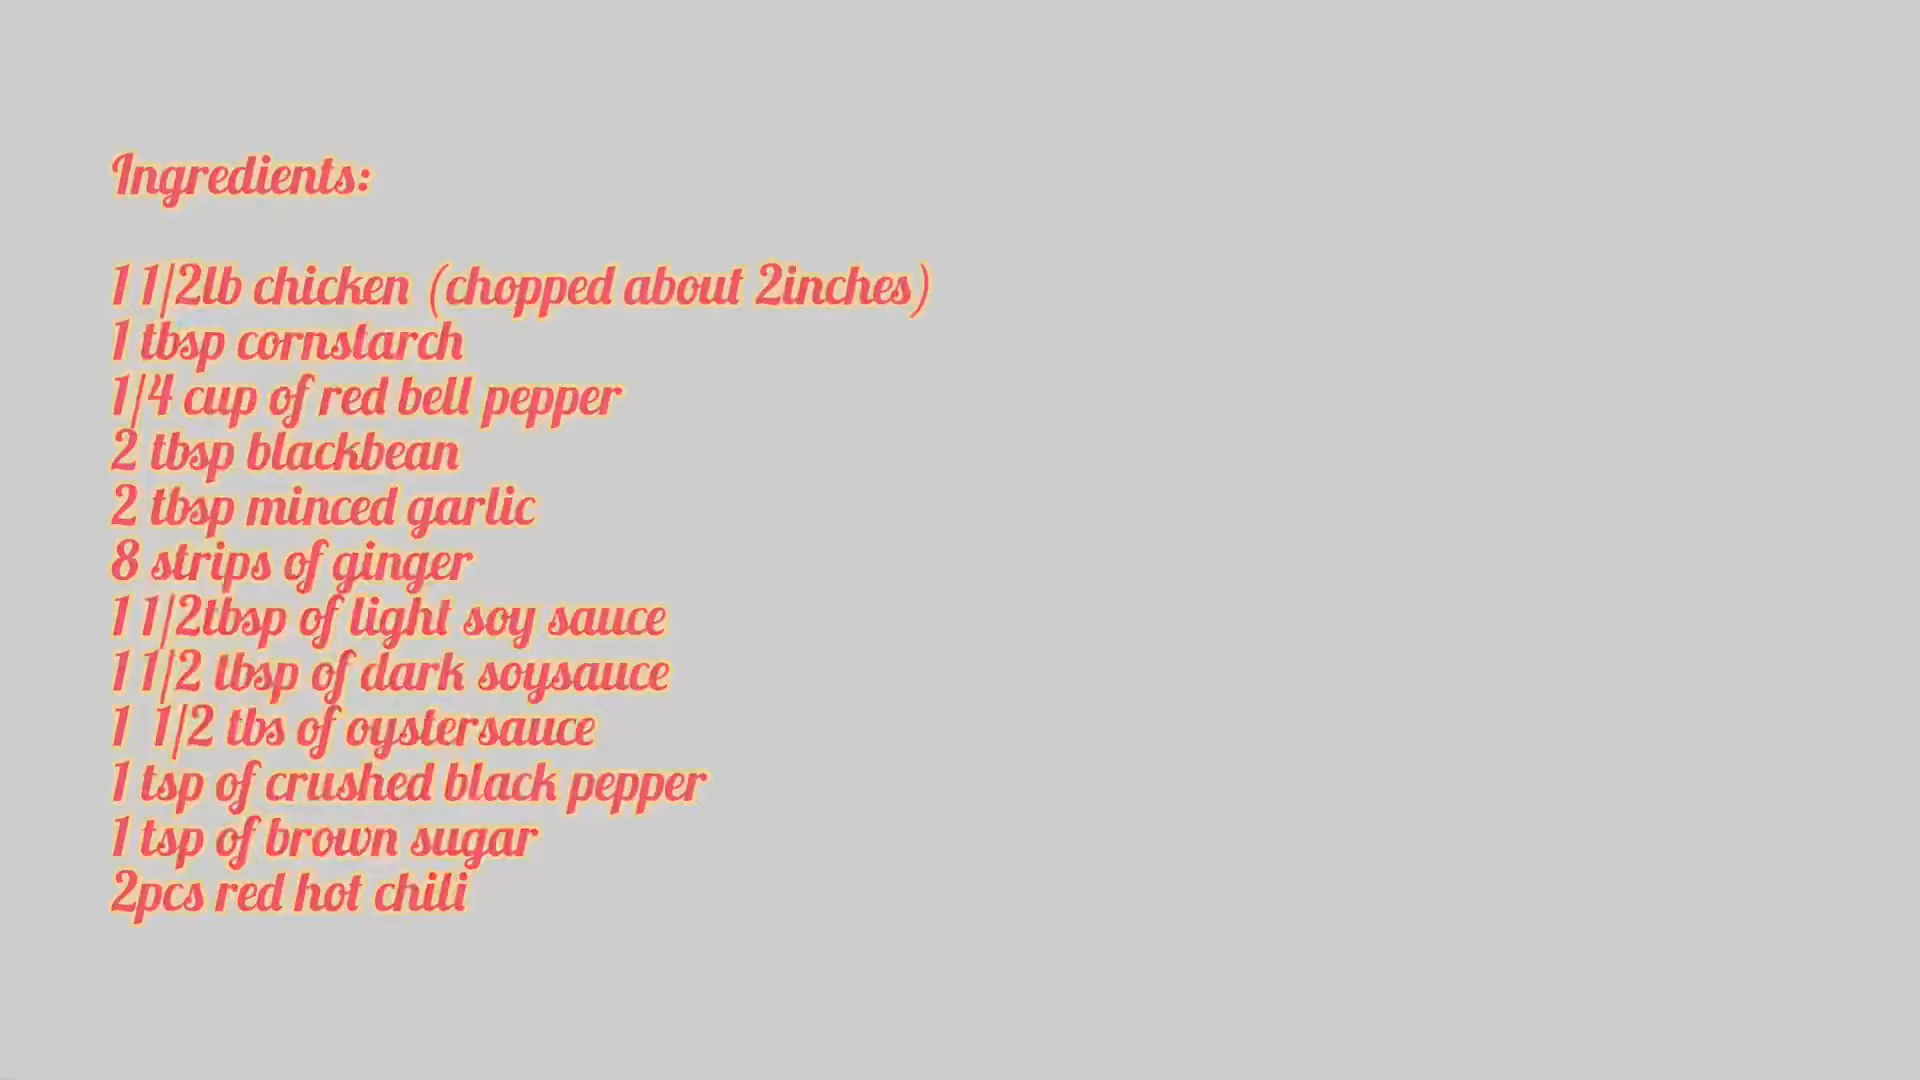 Ingredients:
1 1/2lb chicken (chopped about 2inches)
1 tbsp cornstarch
1/4 cup of red bell pepper
2 tbsp blackbean
2 tbsp minced garlic
8 strips of ginger
1 1/2tbsp of light soy sauce
1 1/2 tbsp of dark soysauce
1  1/2 tbs of oystersauce
1 tsp of crushed black pepper
1 tsp of brown sugar
2pcs red hot chili